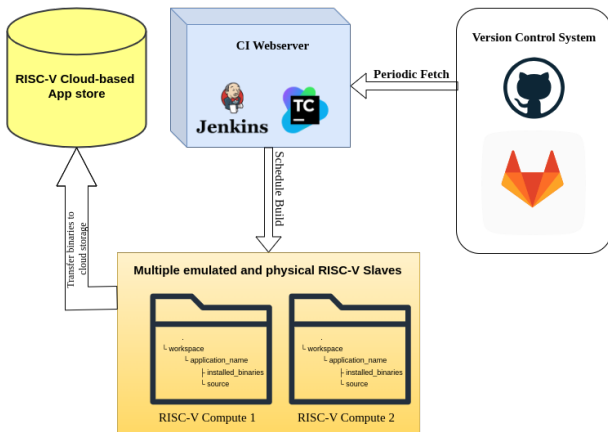 RISC-V Cloud-based
App store
CI Webserver
Jenkins
TC
Periodic Fetch
Version Control System
Schedule Build
Transfer binaries to
cloud storage
Multiple emulated and physical RISC-V Slaves
.
└ workspace
└ application_name
├ installed_binaries
└ source
RISC-V Compute 1
.
└ workspace
└ application_name
├ installed_binaries
└ source
RISC-V Compute 2